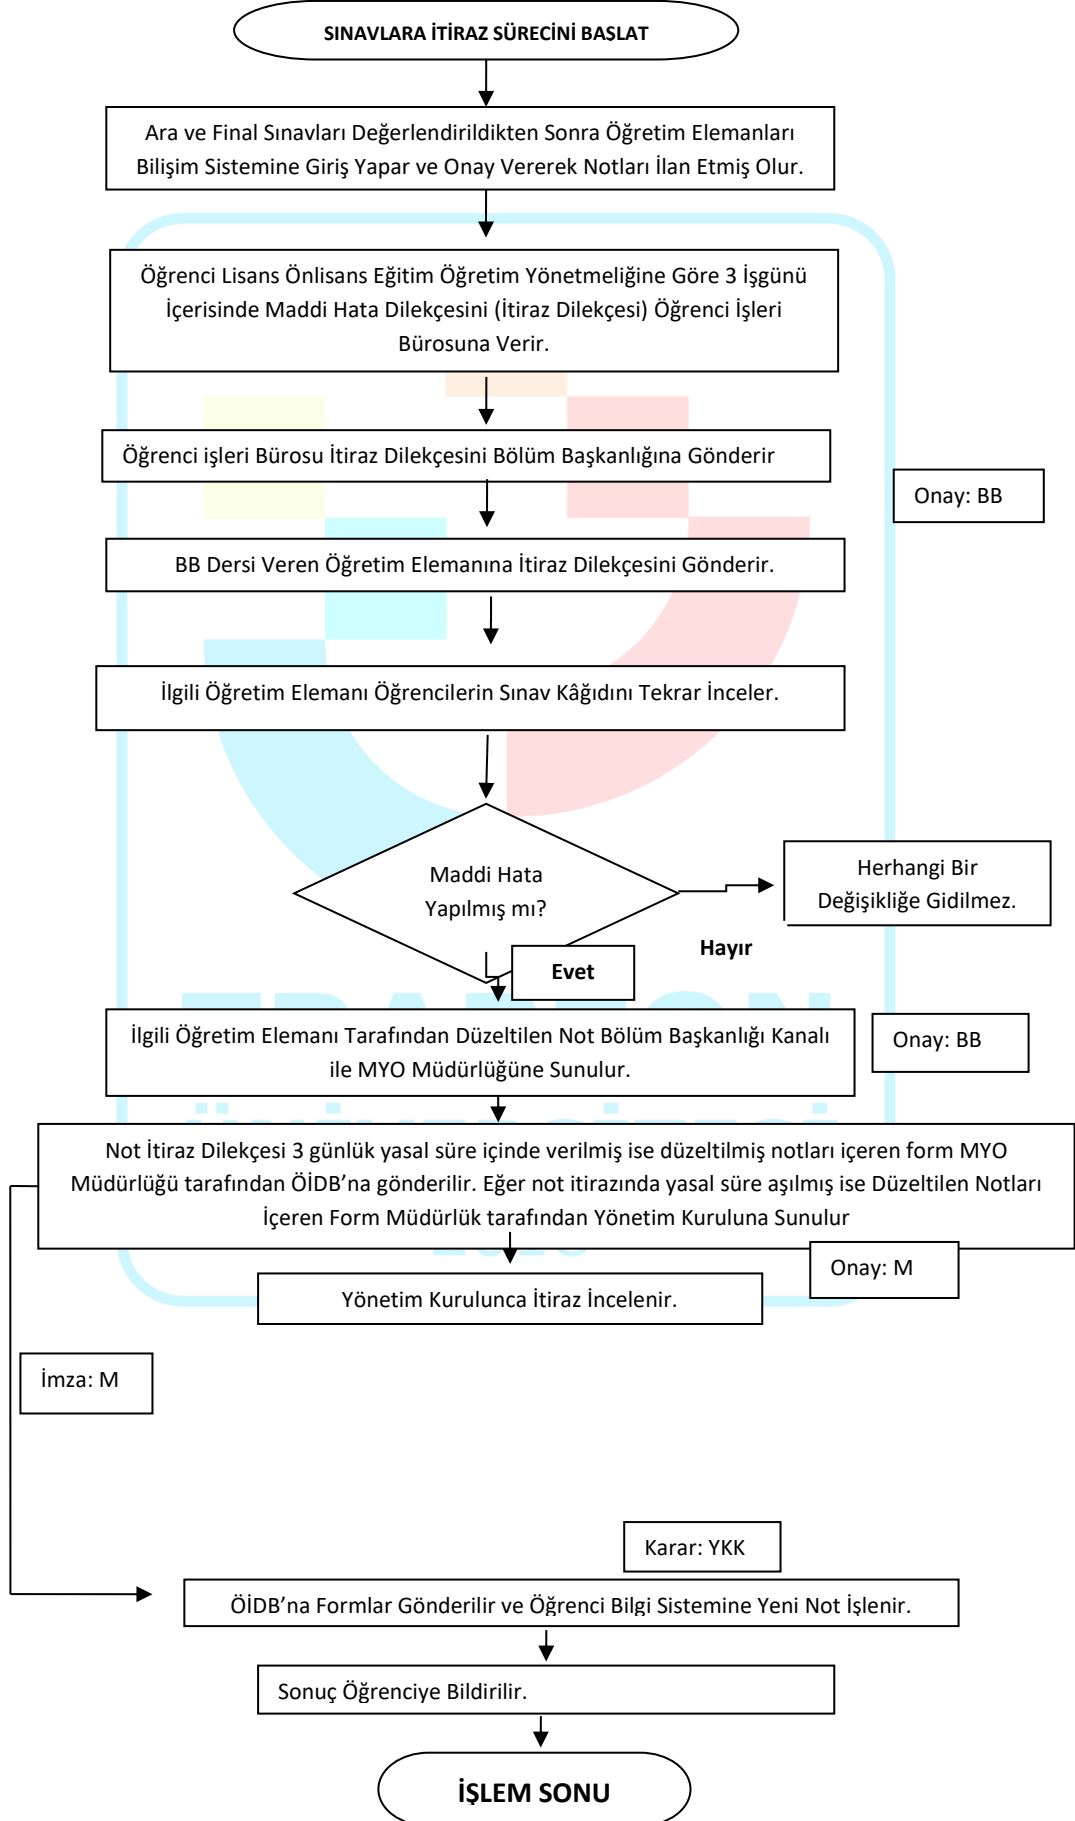 SINAVLARA İTİRAZ SÜRECİNİ BAŞLAT
Ara ve Final Sınavları Değerlendirildikten Sonra Öğretim Elemanları
Bilişim Sistemine Giriş Yapar ve Onay Vererek Notları İlan Etmiş Olur.
Öğrenci Lisans Önlisans Eğitim Öğretim Yönetmeliğine Göre 3 İşgünü
İçerisinde Maddi Hata Dilekçesini (İtiraz Dilekçesi) Öğrenci İşleri
Bürosuna Verir.
Öğrenci işleri Bürosu İtiraz Dilekçesini Bölüm Başkanlığına Gönderir
Onay: BB
BB Dersi Veren Öğretim Elemanına İtiraz Dilekçesini Gönderir.
İlgili Öğretim Elemanı Öğrencilerin Sınav Kâğıdını Tekrar İnceler.
Maddi Hata
Yapılmış mı?
Herhangi Bir
Değişikliğe Gidilmez.
Hayır
Evet
İlgili Öğretim Elemanı Tarafından Düzeltilen Not Bölüm Başkanlığı Kanalı
ile MYO Müdürlüğüne Sunulur.
Onay: BB
Not İtiraz Dilekçesi 3 günlük yasal süre içinde verilmiş ise düzeltilmiş notları içeren form MYO
Müdürlüğü tarafından ÖİDB’na gönderilir. Eğer not itirazında yasal süre aşılmış ise Düzeltilen Notları
İçeren Form Müdürlük tarafından Yönetim Kuruluna Sunulur
Onay: M
Yönetim Kurulunca İtiraz İncelenir.
İmza: M
Karar: YKK
ÖİDB’na Formlar Gönderilir ve Öğrenci Bilgi Sistemine Yeni Not İşlenir.
Sonuç Öğrenciye Bildirilir.
İŞLEM SONU